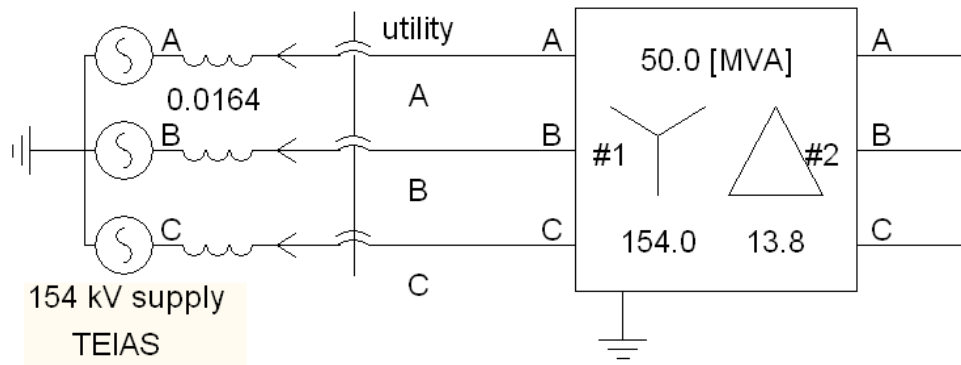 utility
A
A
A
50.0 [MVA]
0.0164
A
B
B
B
#1
#2
B
C
C
C
154.0
13.8
C
154 kV supply
TEIAS